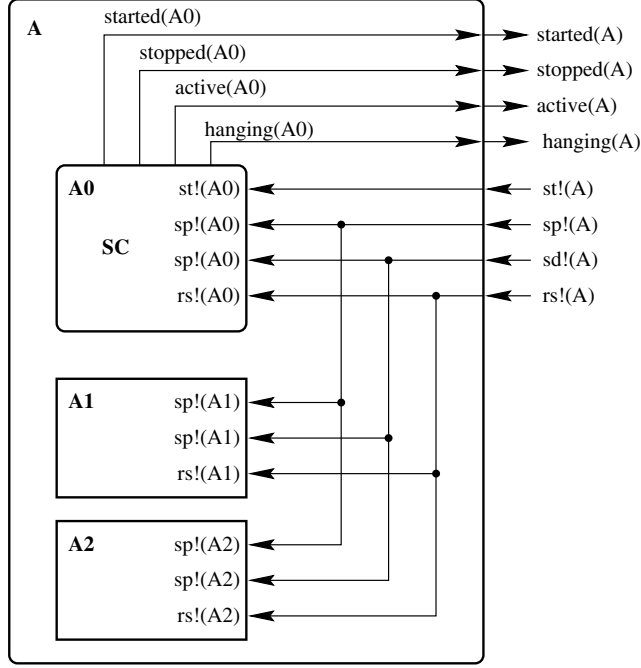 A
started(A0)
started(A)
stopped(A0)
stopped(A)
active(A0)
active(A)
hanging(A0)
hanging(A)
A0
SC
st!(A0)
st!(A)
sp!(A0)
sp!(A)
sp!(A0)
sd!(A)
rs!(A0)
rs!(A)
A1
sp!(A1)
sp!(A1)
rs!(A1)
A2
sp!(A2)
sp!(A2)
rs!(A2)